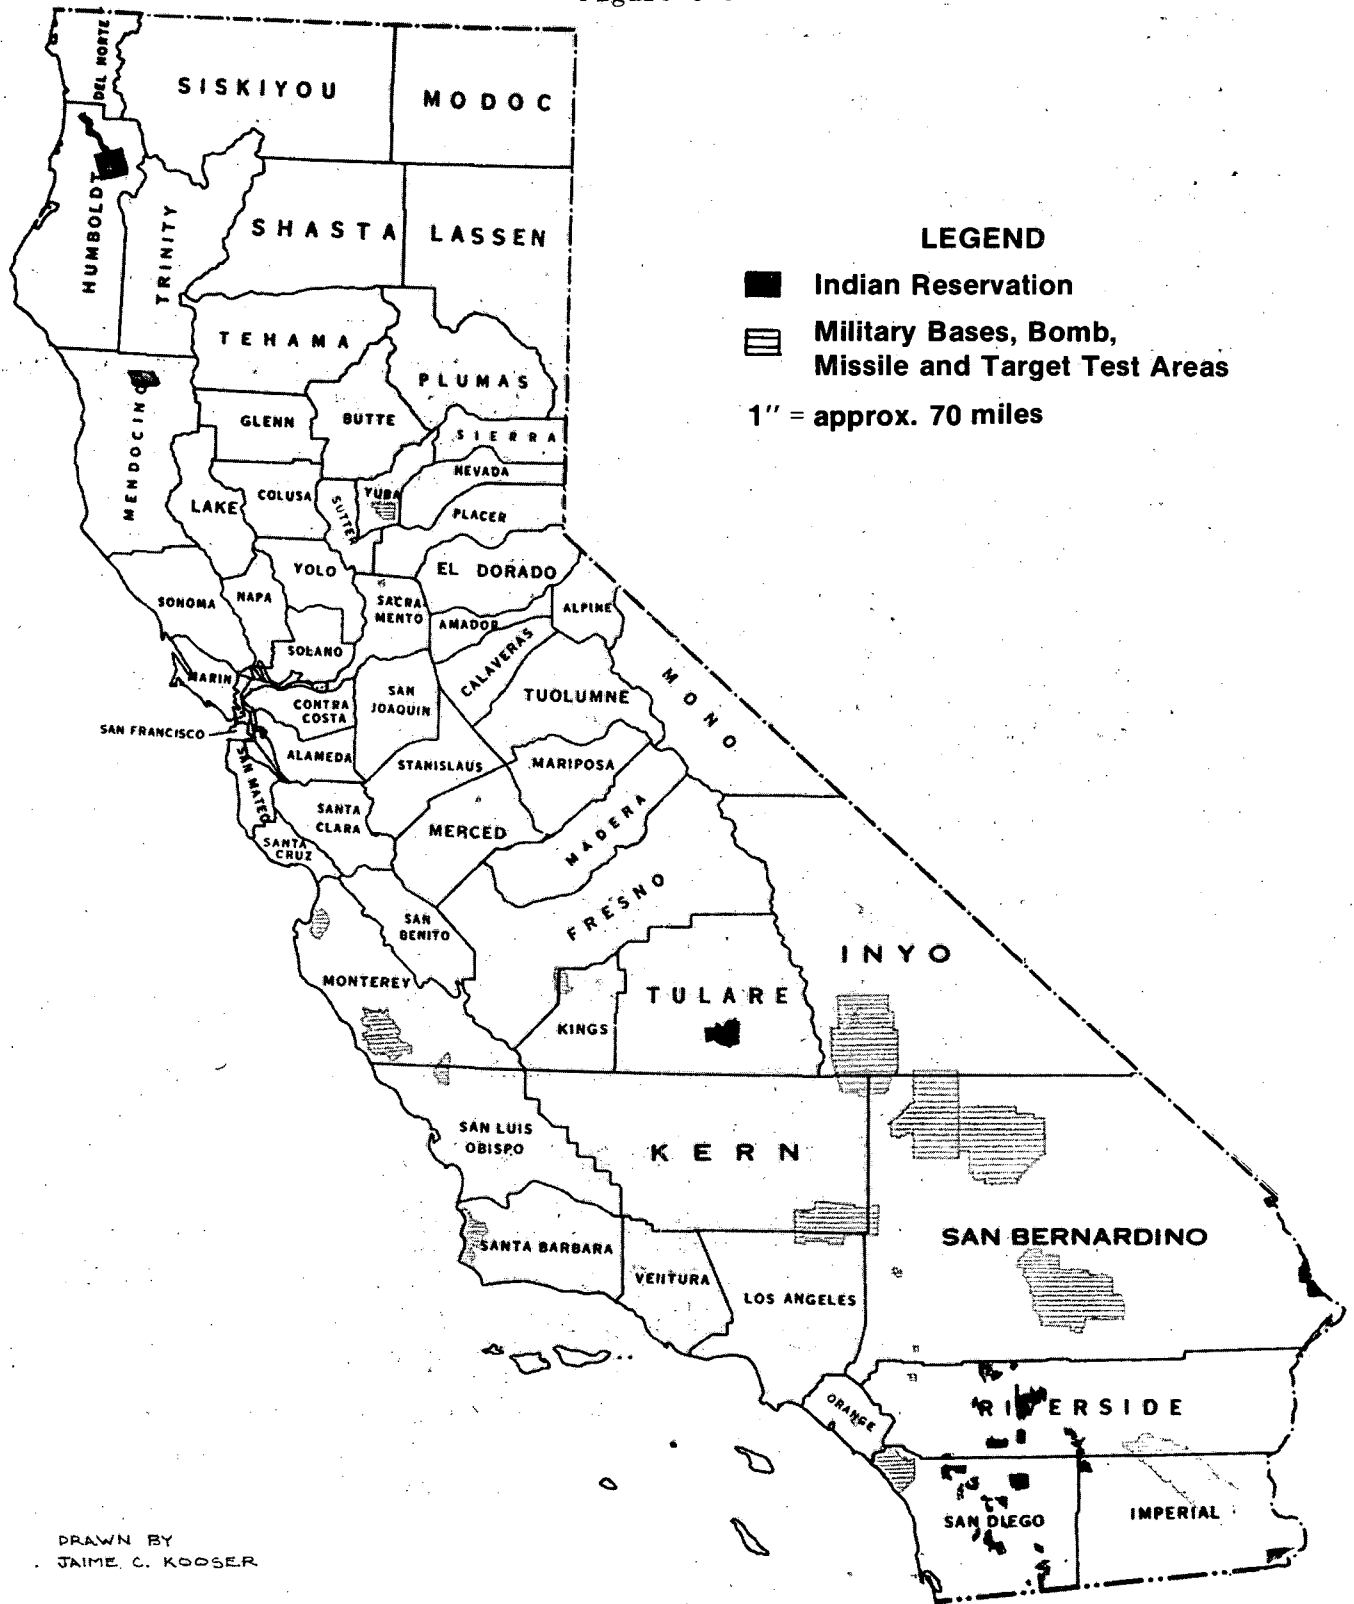 DEL NORTE
SISKIYOU
MODOC
HUMBOLDT
TRINITY
SHASTA
LASSEN
LEGEND
Indian Reservation
Military Bases, Bomb,
Missile and Target Test Areas
1" = approx. 70 miles
TEHAMA
PLUMAS
MENDOCINO
GLENN
BUTTE
SIERRA
NEVADA
LAKE
COLUSA
SUTTER
YUBA
PLACER
YOLO
EL DORADO
SONOMA
NAPA
SACRA-
MENTO
ALPINE
AMADOR
SOLANO
CALAVERAS
MARIN
CONTRA
COSTA
SAN
JOAQUIN
TUOLUMNE
MONO
SAN FRANCISCO
ALAMEDA
STANISLAUS
MARIPOSA
SAN MATEO
SANTA
CLARA
MERCED
MADERA
SANTA
CRUZ
FRESNO
SAN
BENITO
INYO
MONTEREY
TULARE
KINGS
SAN LUIS
OBISPO
KERN
SANTA BARBARA
VENTURA
LOS ANGELES
SAN BERNARDINO
ORANGE
RIVERSIDE
SAN DIEGO
IMPERIAL
DRAWN BY
JAIME C. KOOSER